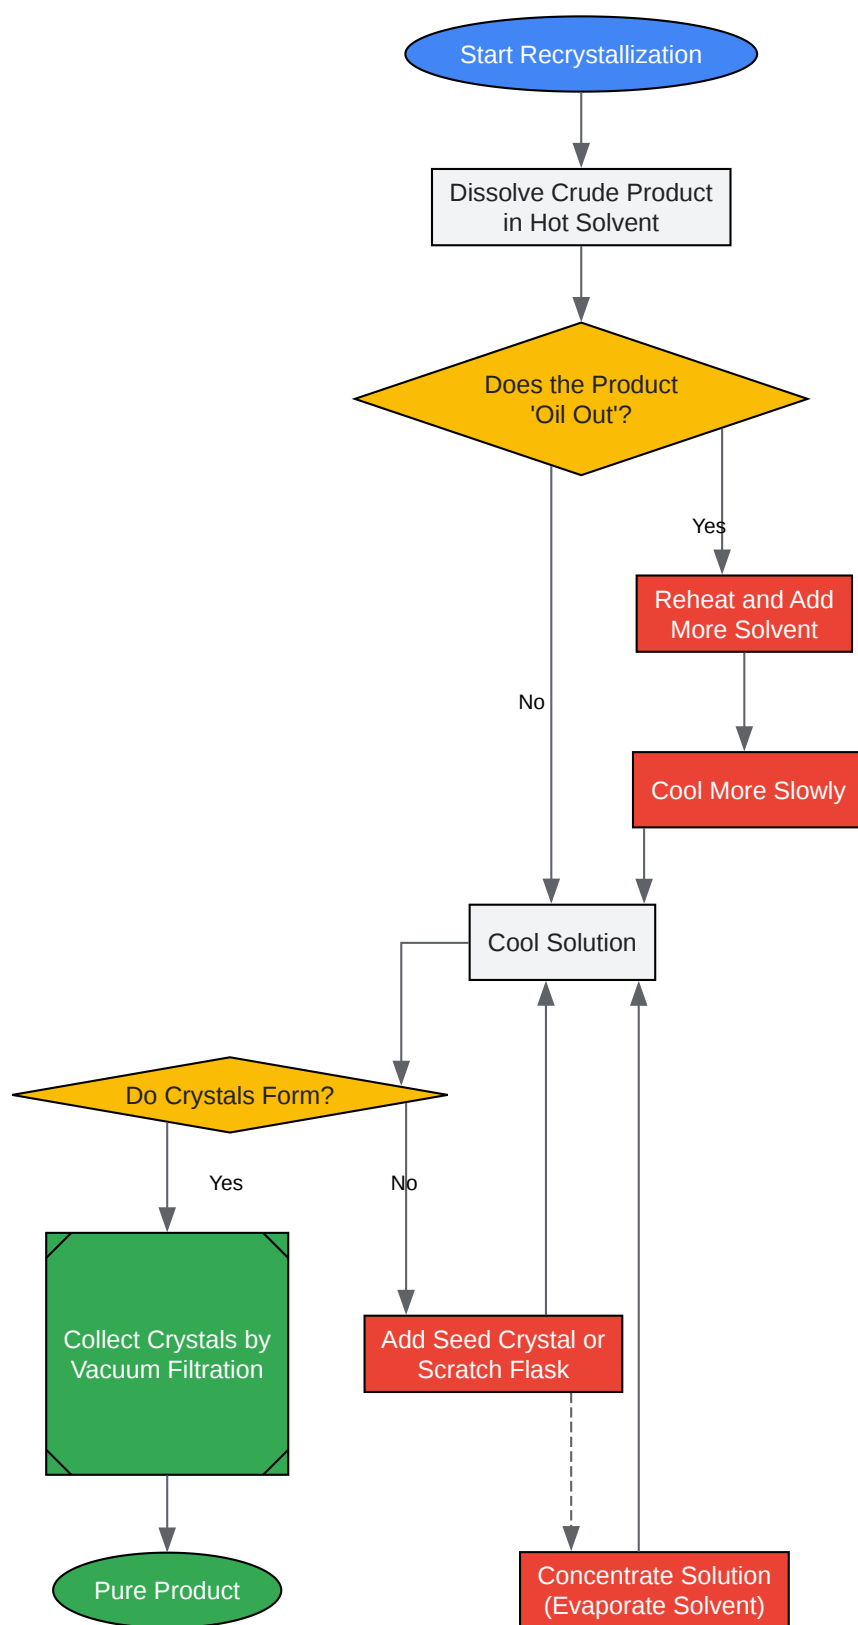 Start Recrystallization
Dissolve Crude Product
in Hot Solvent
Does the Product
'Oil Out'?
Yes
Reheat and Add
More Solvent
No
Cool More Slowly
Cool Solution
Do Crystals Form?
Yes
No
Collect Crystals by
Vacuum Filtration
Add Seed Crystal or
Scratch Flask
Pure Product
Concentrate Solution
(Evaporate Solvent)